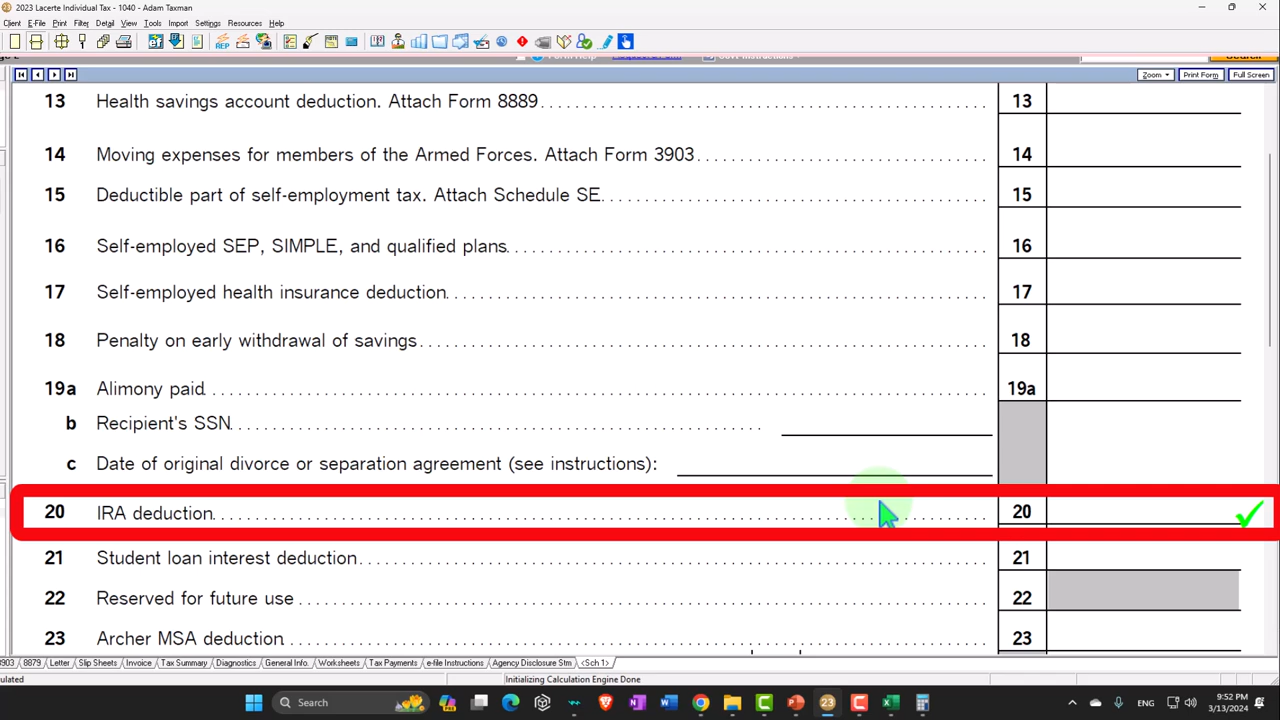 2023 Lacerte Individual Tax - 1040 - Adam Taxman
Client E-File Print Filter Detail View Tools Import Settings Resources Help
Zoom Print Form Full Screen
13 Health savings account deduction. Attach Form 8889 13
14 Moving expenses for members of the Armed Forces. Attach Form 3903 14
15 Deductible part of self-employment tax. Attach Schedule SE 15
16 Self-employed SEP, SIMPLE, and qualified plans 16
17 Self-employed health insurance deduction 17
18 Penalty on early withdrawal of savings 18
19a Alimony paid 19a
b Recipient's SSN
c Date of original divorce or separation agreement (see instructions):
20 IRA deduction 20
21 Student loan interest deduction 21
22 Reserved for future use 22
23 Archer MSA deduction 23
3903 8879 Letter Slip Sheets Invoice Tax Summary Diagnostics General Info. Worksheets Tax Payments e-file Instructions Agency Disclosure Stm <Sch 1>
ulated Initializing Calculation Engine Done
Search ENG 9:52 PM
3/13/2024